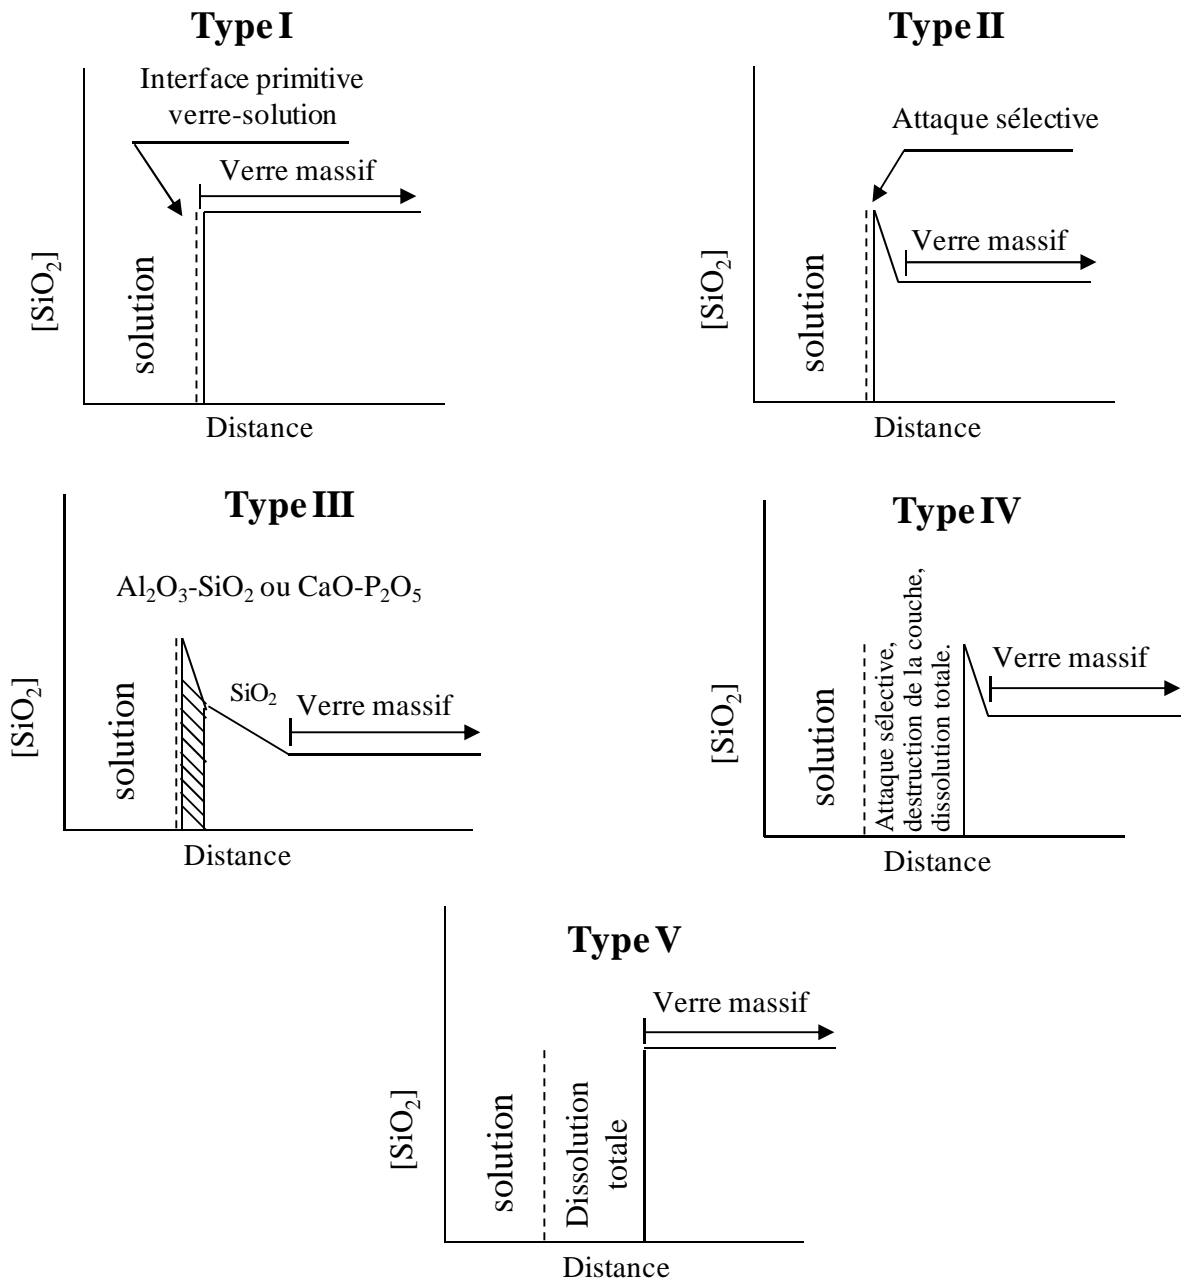 Type I
Interface primitive
verre-solution
Verre massif
[SiO₂]
solution
Distance
Type II
Attaque sélective
Verre massif
[SiO₂]
solution
Distance
Type III
Al₂O₃-SiO₂ ou CaO-P₂O₅
SiO₂
Verre massif
[SiO₂]
solution
Distance
Type IV
Verre massif
[SiO₂]
solution
Attaque sélective,
destruction de la couche,
dissolution totale.
Distance
Type V
Verre massif
[SiO₂]
solution
Dissolution
totale
Distance